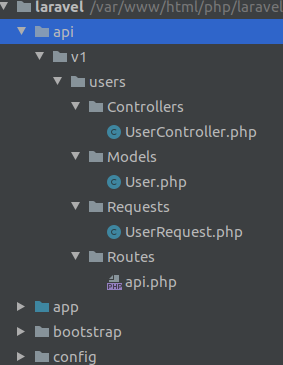 laravel /var/www/html/php/laravel
api
v1
users
Controllers
UserController.php
Models
User.php
Requests
UserRequest.php
Routes
api.php
app
bootstrap
config